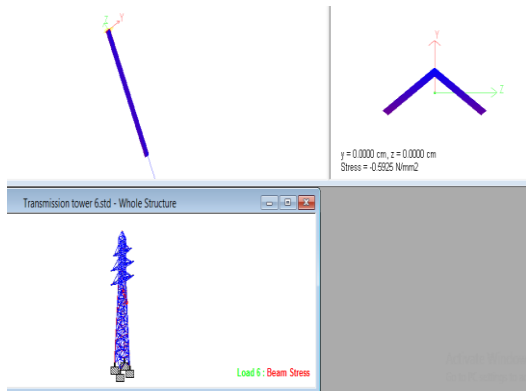 Z Y
Y
Z
y = 0.0000 cm, z = 0.0000 cm
Stress = -0.5925 N/mm2
Transmission tower 6.std - Whole Structure
Load 6 : Beam Stress